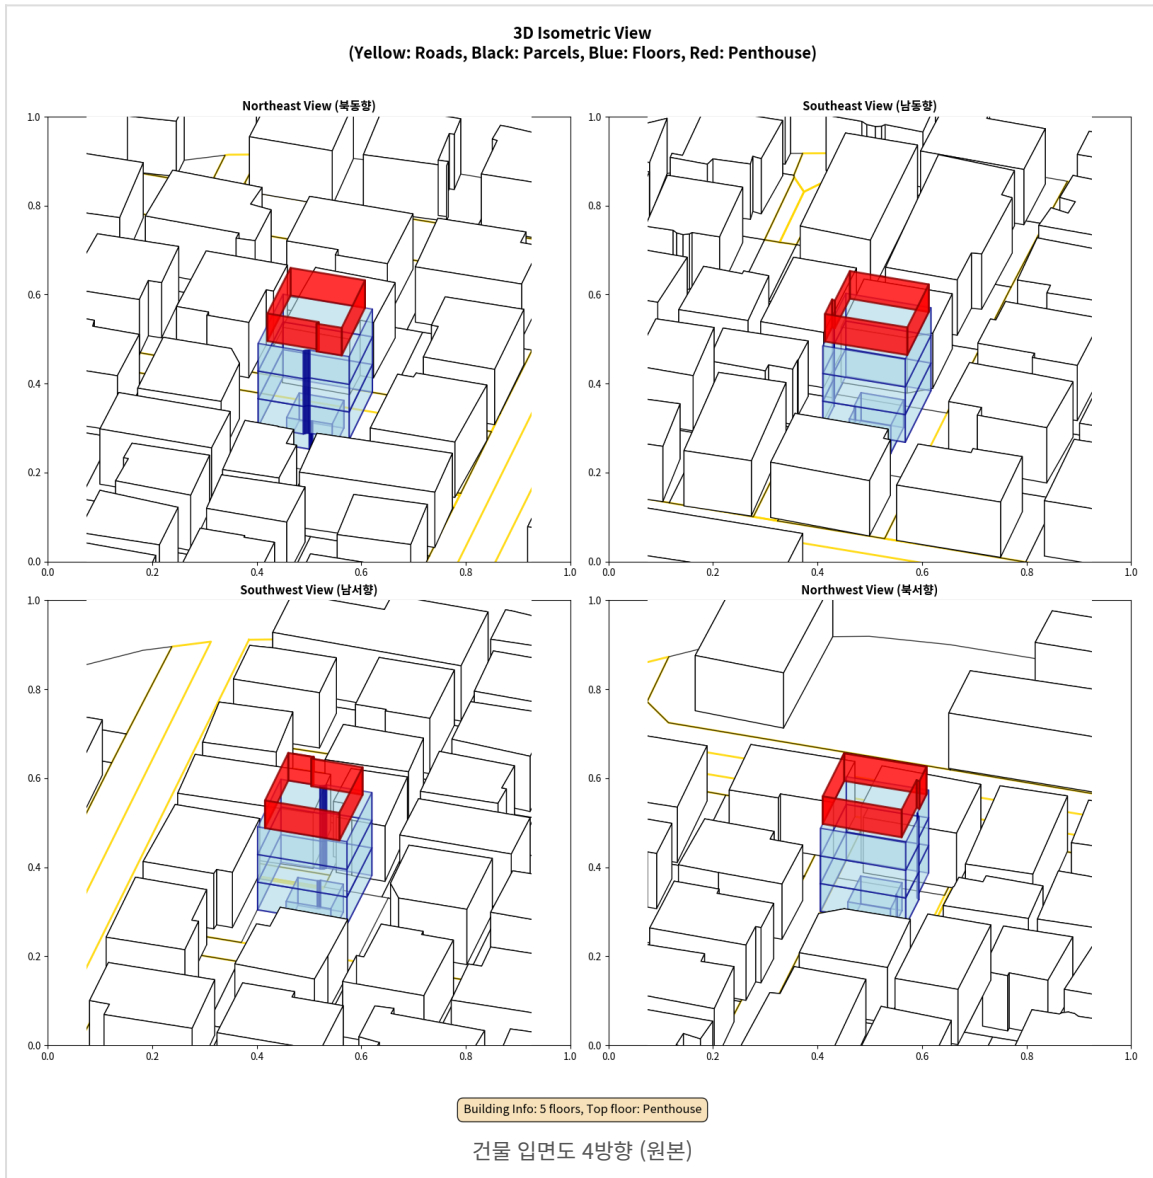 3D Isometric View
(Yellow: Roads, Black: Parcels, Blue: Floors, Red: Penthouse)
Northeast View (북동향)
1.0
0.8
0.6
0.4
0.2
0.0
0.0 0.2 0.4 0.6 0.8 1.0
Southeast View (남동향)
1.0
0.8
0.6
0.4
0.2
0.0
0.0 0.2 0.4 0.6 0.8 1.0
Southwest View (남서향)
1.0
0.8
0.6
0.4
0.2
0.0
0.0 0.2 0.4 0.6 0.8 1.0
Northwest View (북서향)
1.0
0.8
0.6
0.4
0.2
0.0
0.0 0.2 0.4 0.6 0.8 1.0
Building Info: 5 floors, Top floor: Penthouse
건물 입면도 4방향 (원본)